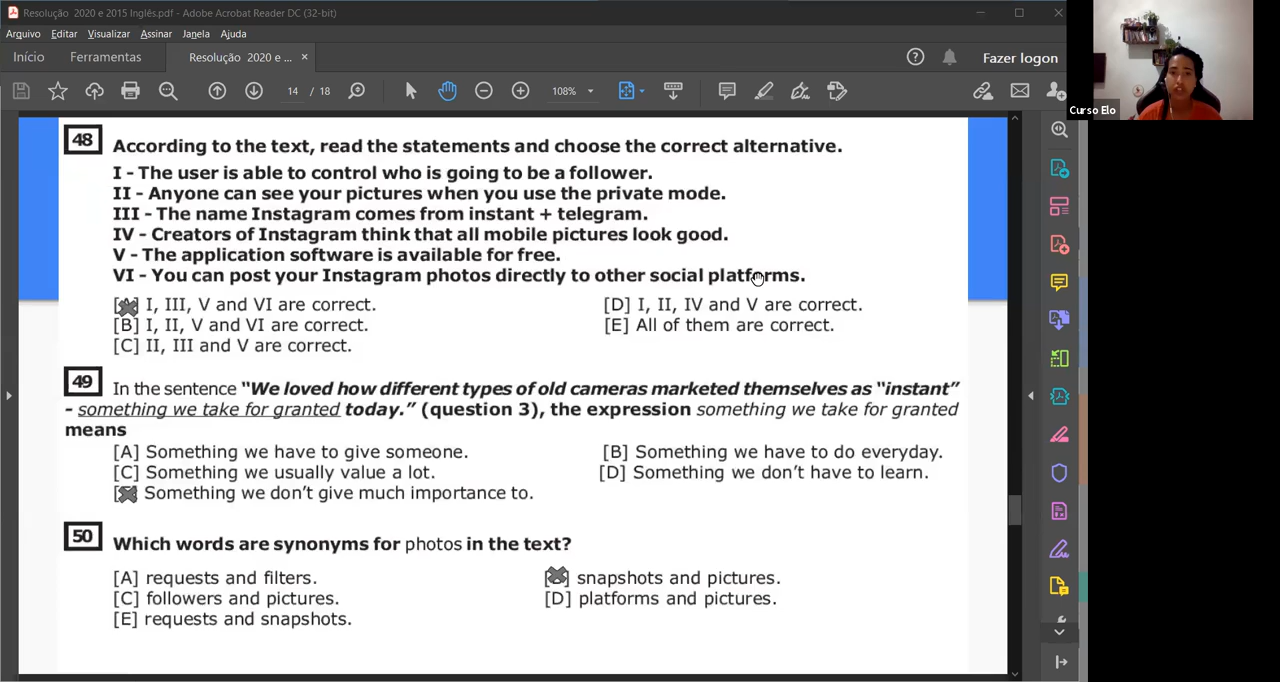 Resolução 2020 e 2015 Inglês.pdf - Adobe Acrobat Reader DC (32-bit)
Arquivo Editar Visualizar Assinar Janela Ajuda
Início Ferramentas Resolução 2020 e ... × Fazer logon
14 / 18 108%
Curso Elo
48 According to the text, read the statements and choose the correct alternative.
I - The user is able to control who is going to be a follower.
II - Anyone can see your pictures when you use the private mode.
III - The name Instagram comes from instant + telegram.
IV - Creators of Instagram think that all mobile pictures look good.
V - The application software is available for free.
VI - You can post your Instagram photos directly to other social platforms.
I, III, V and VI are correct. [D] I, II, IV and V are correct.
[B] I, II, V and VI are correct. [E] All of them are correct.
[C] II, III and V are correct.
49 In the sentence “We loved how different types of old cameras marketed themselves as “instant”
- something we take for granted today.” (question 3), the expression something we take for granted
means
[A] Something we have to give someone. [B] Something we have to do everyday.
[C] Something we usually value a lot. [D] Something we don’t have to learn.
Something we don’t give much importance to.
50 Which words are synonyms for photos in the text?
[A] requests and filters. snapshots and pictures.
[C] followers and pictures. [D] platforms and pictures.
[E] requests and snapshots.